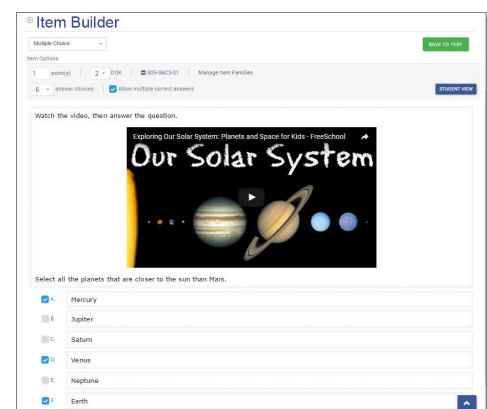 Item Builder
Multiple Choice
SAVE TO TEST
Item Options
1 point(s) 2 DOK S05-S6C3-01 Manage Item Families
6 answer choices Allow multiple correct answers STUDENT VIEW
Watch the video, then answer the question.
Exploring Our Solar System: Planets and Space for Kids - FreeSchool
Our Solar System
Select all the planets that are closer to the sun than Mars.
A. Mercury
B. Jupiter
C. Saturn
D. Venus
E. Neptune
F. Earth